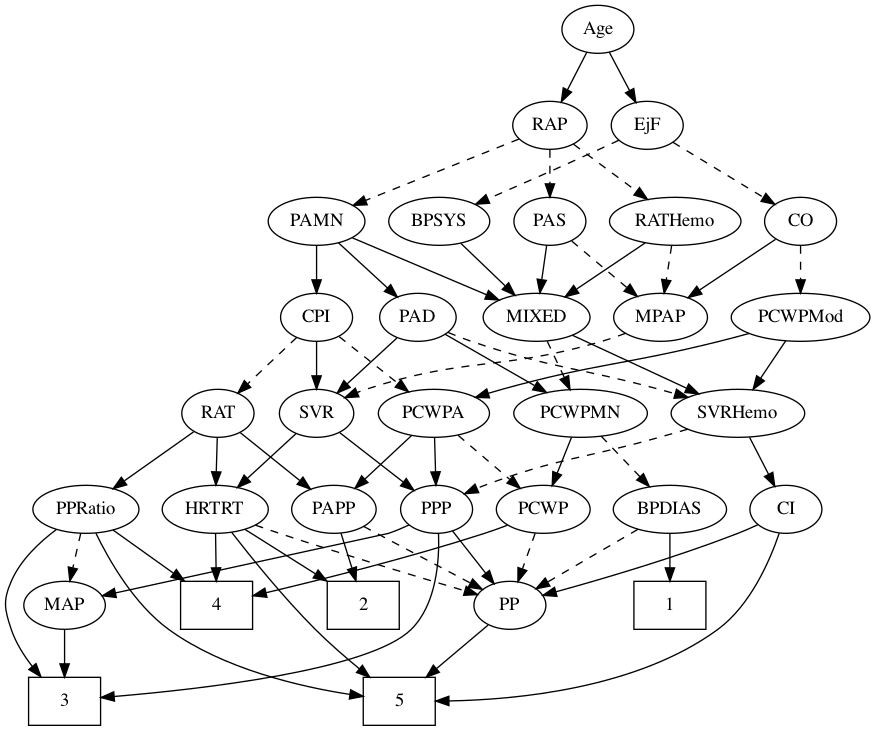 Age
RAP
EjF
PAMN
BPSYS
PAS
RATHemo
CO
CPI
PAD
MIXED
MPAP
PCWPMod
RAT
SVR
PCWPA
PCWPMN
SVRHemo
PPRatio
HRTRT
PAPP
PPP
PCWP
BPDIAS
CI
MAP
4
2
PP
1
3
5